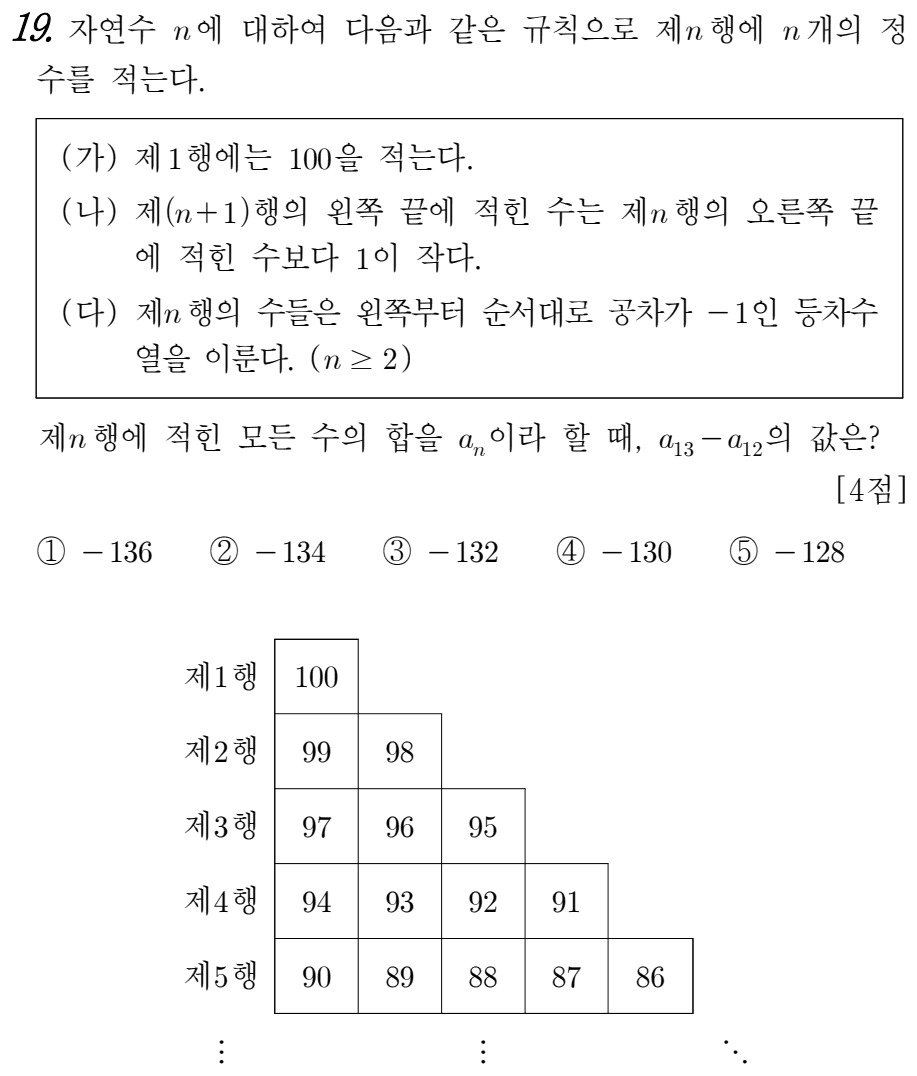 19. 자연수 n에 대하여 다음과 같은 규칙으로 제n행에 n개의 정
수를 적는다.
(가) 제1행에는 100을 적는다.
(나) 제(n+1)행의 왼쪽 끝에 적힌 수는 제n행의 오른쪽 끝
에 적힌 수보다 1이 작다.
(다) 제n행의 수들은 왼쪽부터 순서대로 공차가 −1인 등차수
열을 이룬다. (n ≥ 2)
제n행에 적힌 모든 수의 합을 aₙ이라 할 때, a₁₃−a₁₂의 값은?
[4점]
① −136 ② −134 ③ −132 ④ −130 ⑤ −128
제1행 100
제2행 99 98
제3행 97 96 95
제4행 94 93 92 91
제5행 90 89 88 87 86
⋮ ⋮ ⋱